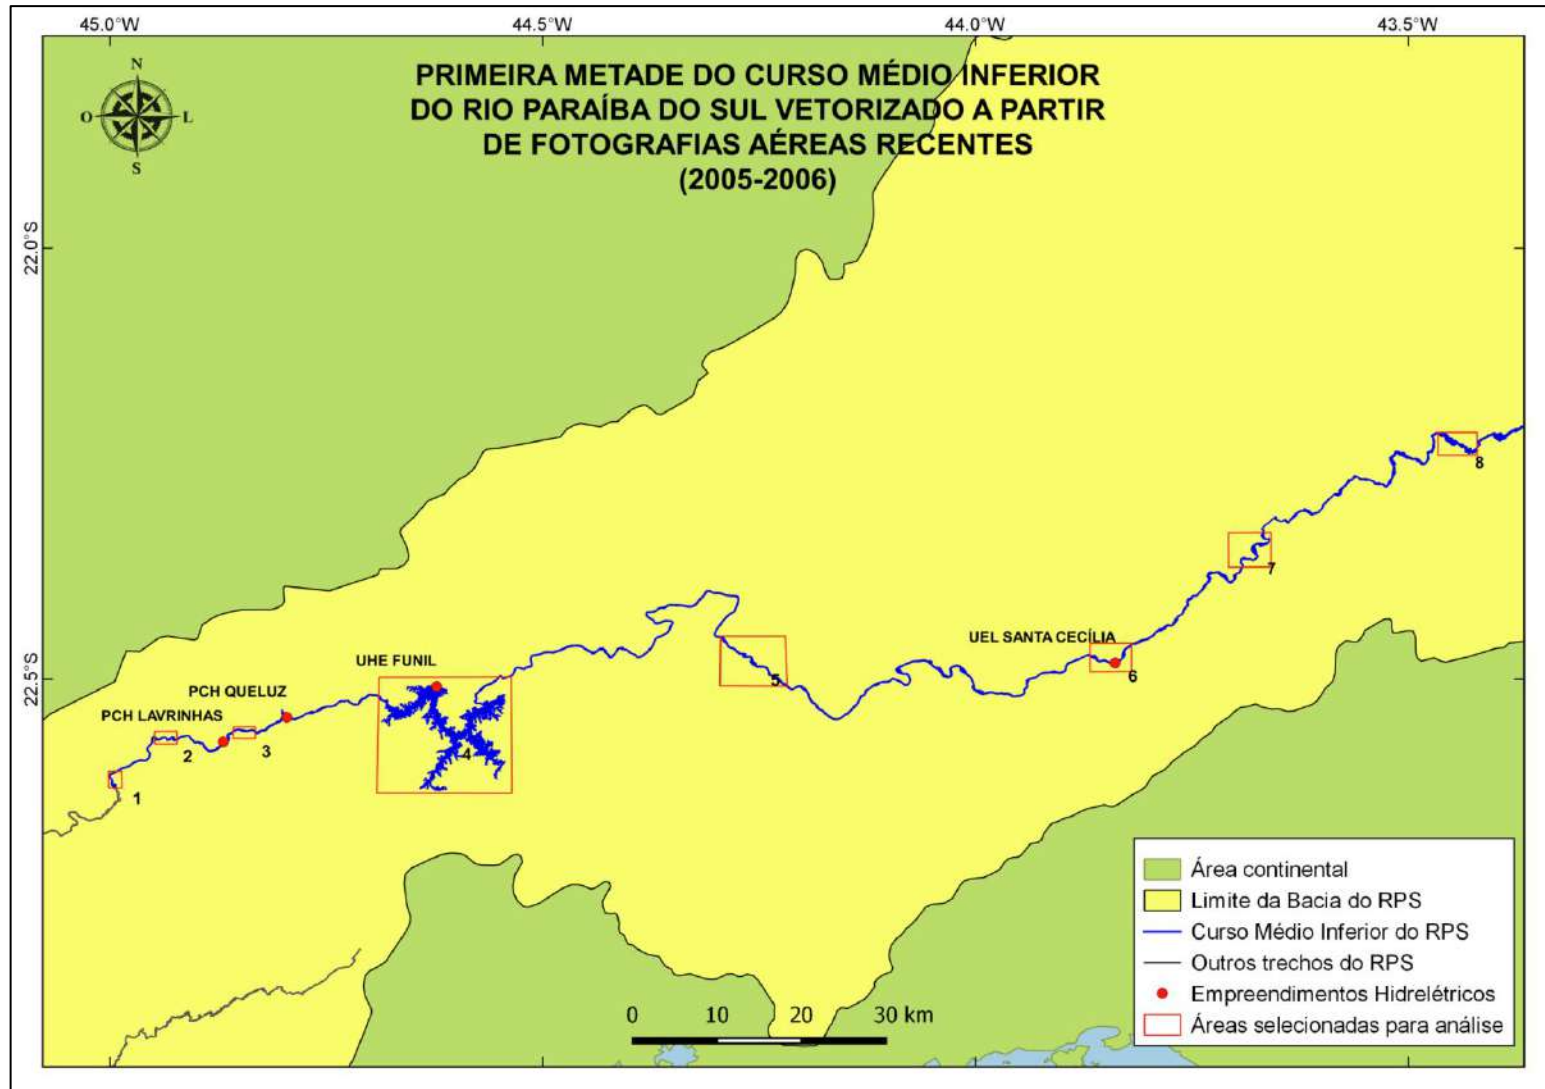 45.0°W
44.5°W
44.0°W
43.5°W
PRIMEIRA METADE DO CURSO MÉDIO INFERIOR
DO RIO PARAÍBA DO SUL VETORIZADO A PARTIR
DE FOTOGRAFIAS AÉREAS RECENTES
(2005-2006)
N
O
L
S
22.0°S
22.5°S
8
7
UEL SANTA CECÍLIA
6
5
UHE FUNIL
4
PCH QUELUZ
PCH LAVRINHAS
3
2
1
Área continental
Limite da Bacia do RPS
Curso Médio Inferior do RPS
Outros trechos do RPS
Empreendimentos Hidrelétricos
Áreas selecionadas para análise
0 10 20 30 km